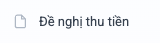 Đề nghị thu tiền